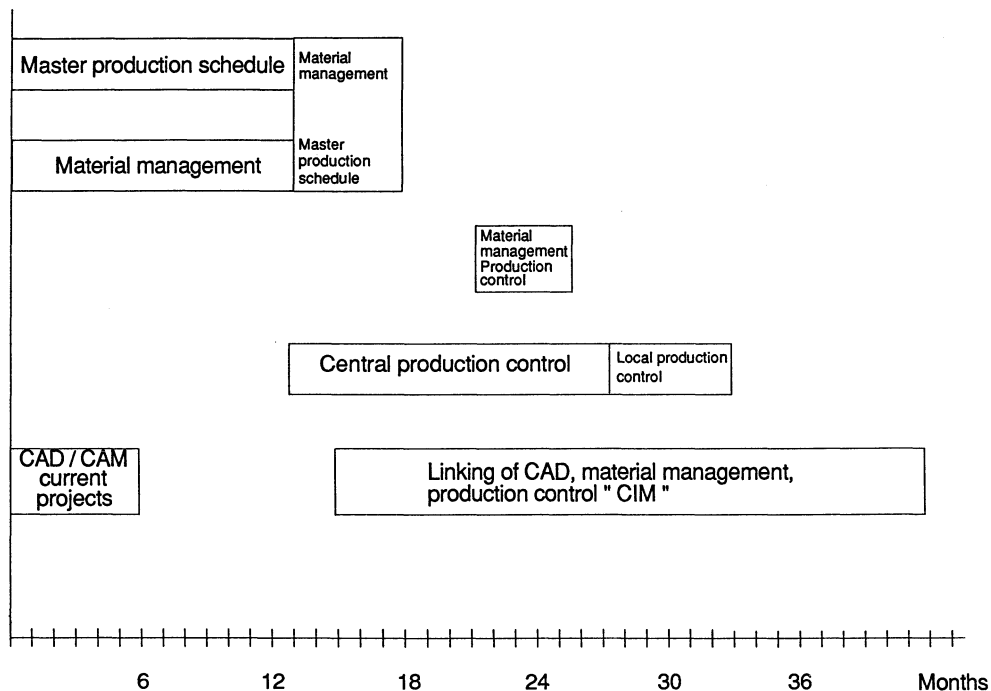 Master production schedule
Material
management
Material management
Master
production
schedule
Material
management
Production
control
Central production control
Local production
control
CAD / CAM
current
projects
Linking of CAD, material management,
production control " CIM "
6 12 18 24 30 36 Months